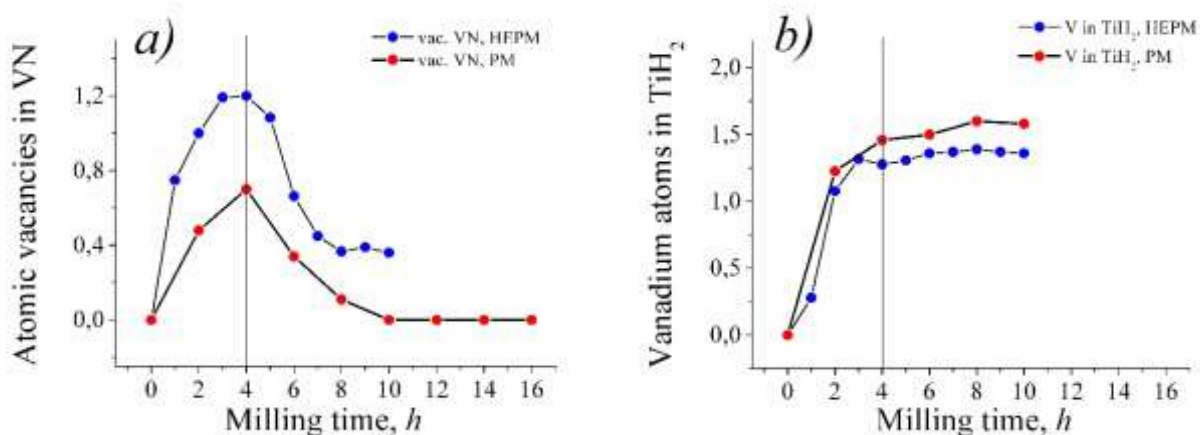 a)
vac. VN, HEPM
vac. VN, PM
Atomic vacancies in VN
1,2
0,8
0,4
0,0
0 2 4 6 8 10 12 14 16
Milling time, h
b)
V in TiH₂, HEPM
V in TiH₂, PM
Vanadium atoms in TiH₂
2,0
1,5
1,0
0,5
0,0
0 2 4 6 8 10 12 14 16
Milling time, h